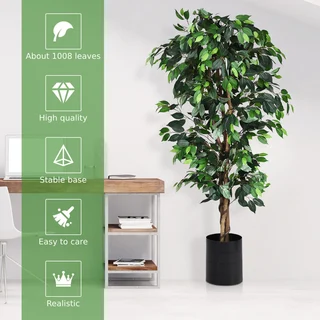 About 1008 leaves
High quality
Stable base
Easy to care
Realistic